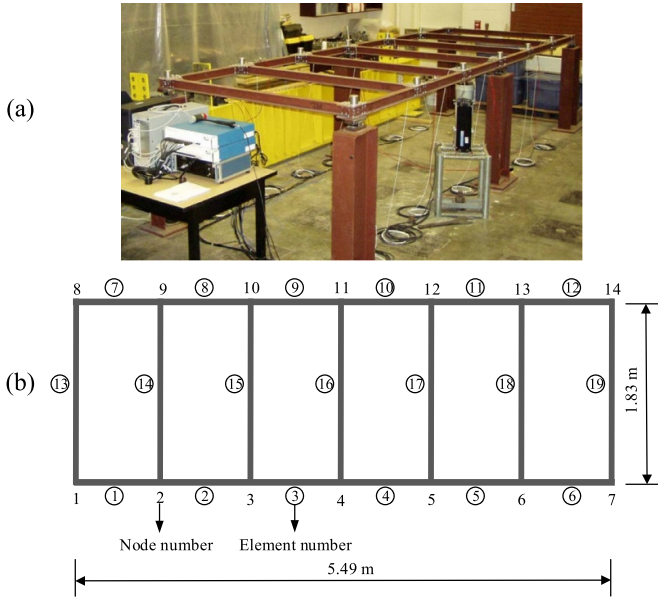 (a)
8 ⑦ 9 ⑧ 10 ⑨ 11 ⑩ 12 ⑪ 13 ⑫ 14
(b)
⑬ ⑭ ⑮ ⑯ ⑰ ⑱ ⑲
1.83 m
1 ① 2 ② 3 ③ 4 ④ 5 ⑤ 6 ⑥ 7
Node number Element number
5.49 m